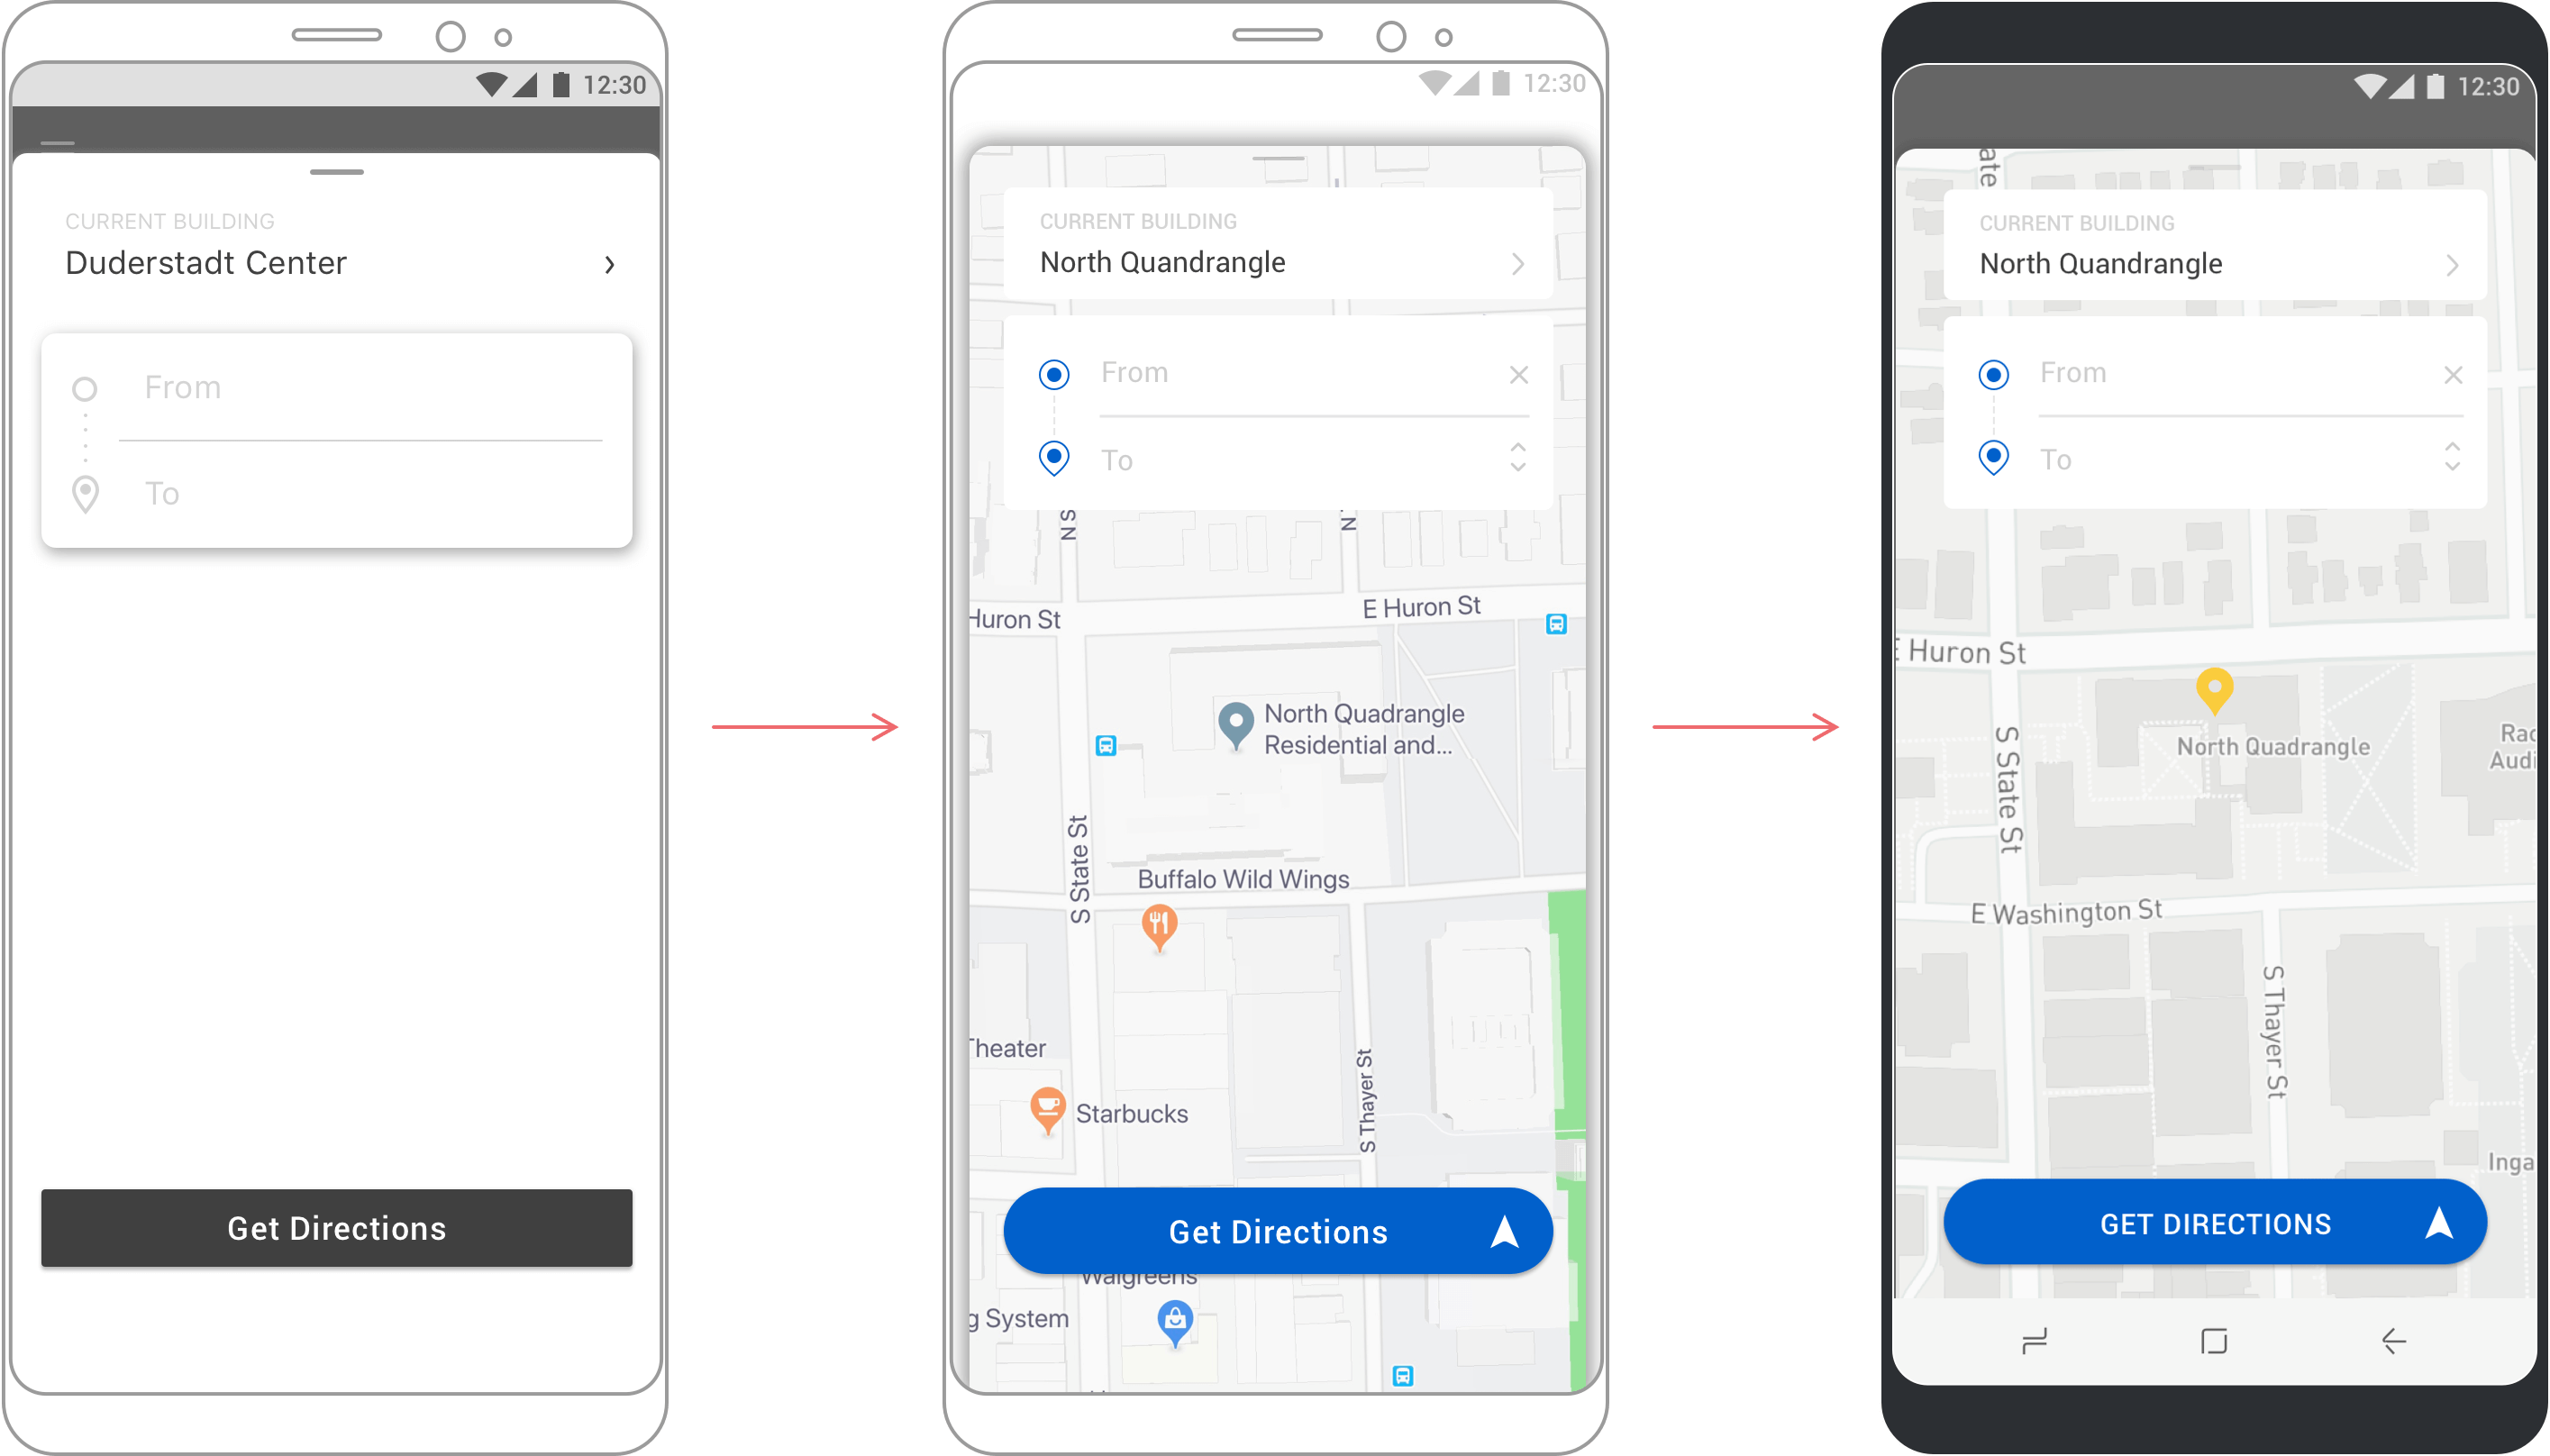 12:30
CURRENT BUILDING
Duderstadt Center
From
To
Get Directions
12:30
CURRENT BUILDING
North Quandrangle
From
To
N S
N
Huron St
E Huron St
North Quadrangle
Residential and...
S State St
Buffalo Wild Wings
Theater
Starbucks
S Thayer St
Get Directions
Walgreens
g System
12:30
ate
CURRENT BUILDING
North Quandrangle
From
To
E Huron St
North Quadrangle
S State St
Rac
Audi
E Washington St
S Thayer St
Inga
GET DIRECTIONS